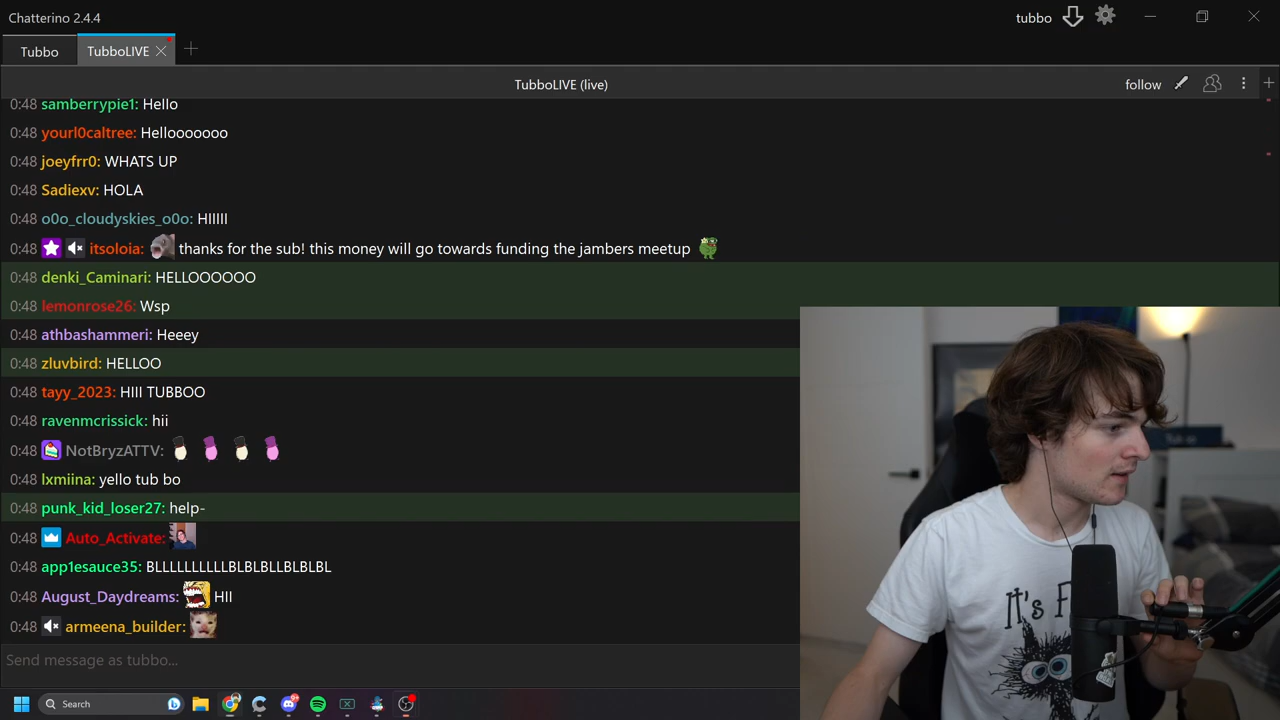 Chatterino 2.4.4
tubbo
Tubbo
TubboLIVE
TubboLIVE (live)
follow
0:48 samberrypie1: Hello
0:48 yourl0caltree: Hellooooooo
0:48 joeyfrr0: WHATS UP
0:48 Sadiexv: HOLA
0:48 o0o_cloudyskies_o0o: HIIIII
0:48 itsoloia: thanks for the sub! this money will go towards funding the jambers meetup
0:48 denki_Caminari: HELLOOOOOO
0:48 lemonrose26: Wsp
0:48 athbashammeri: Heeey
0:48 zluvbird: HELLOO
0:48 tayy_2023: HIII TUBBOO
0:48 ravenmcrissick: hii
0:48 NotBryzATTV:
0:48 lxmiina: yello tub bo
0:48 punk_kid_loser27: help-
0:48 Auto_Activate:
0:48 app1esauce35: BLLLLLLLLLLBLBLBLLBLBLBL
0:48 August_Daydreams: HII
0:48 armeena_builder:
Send message as tubbo...
It's F
Search